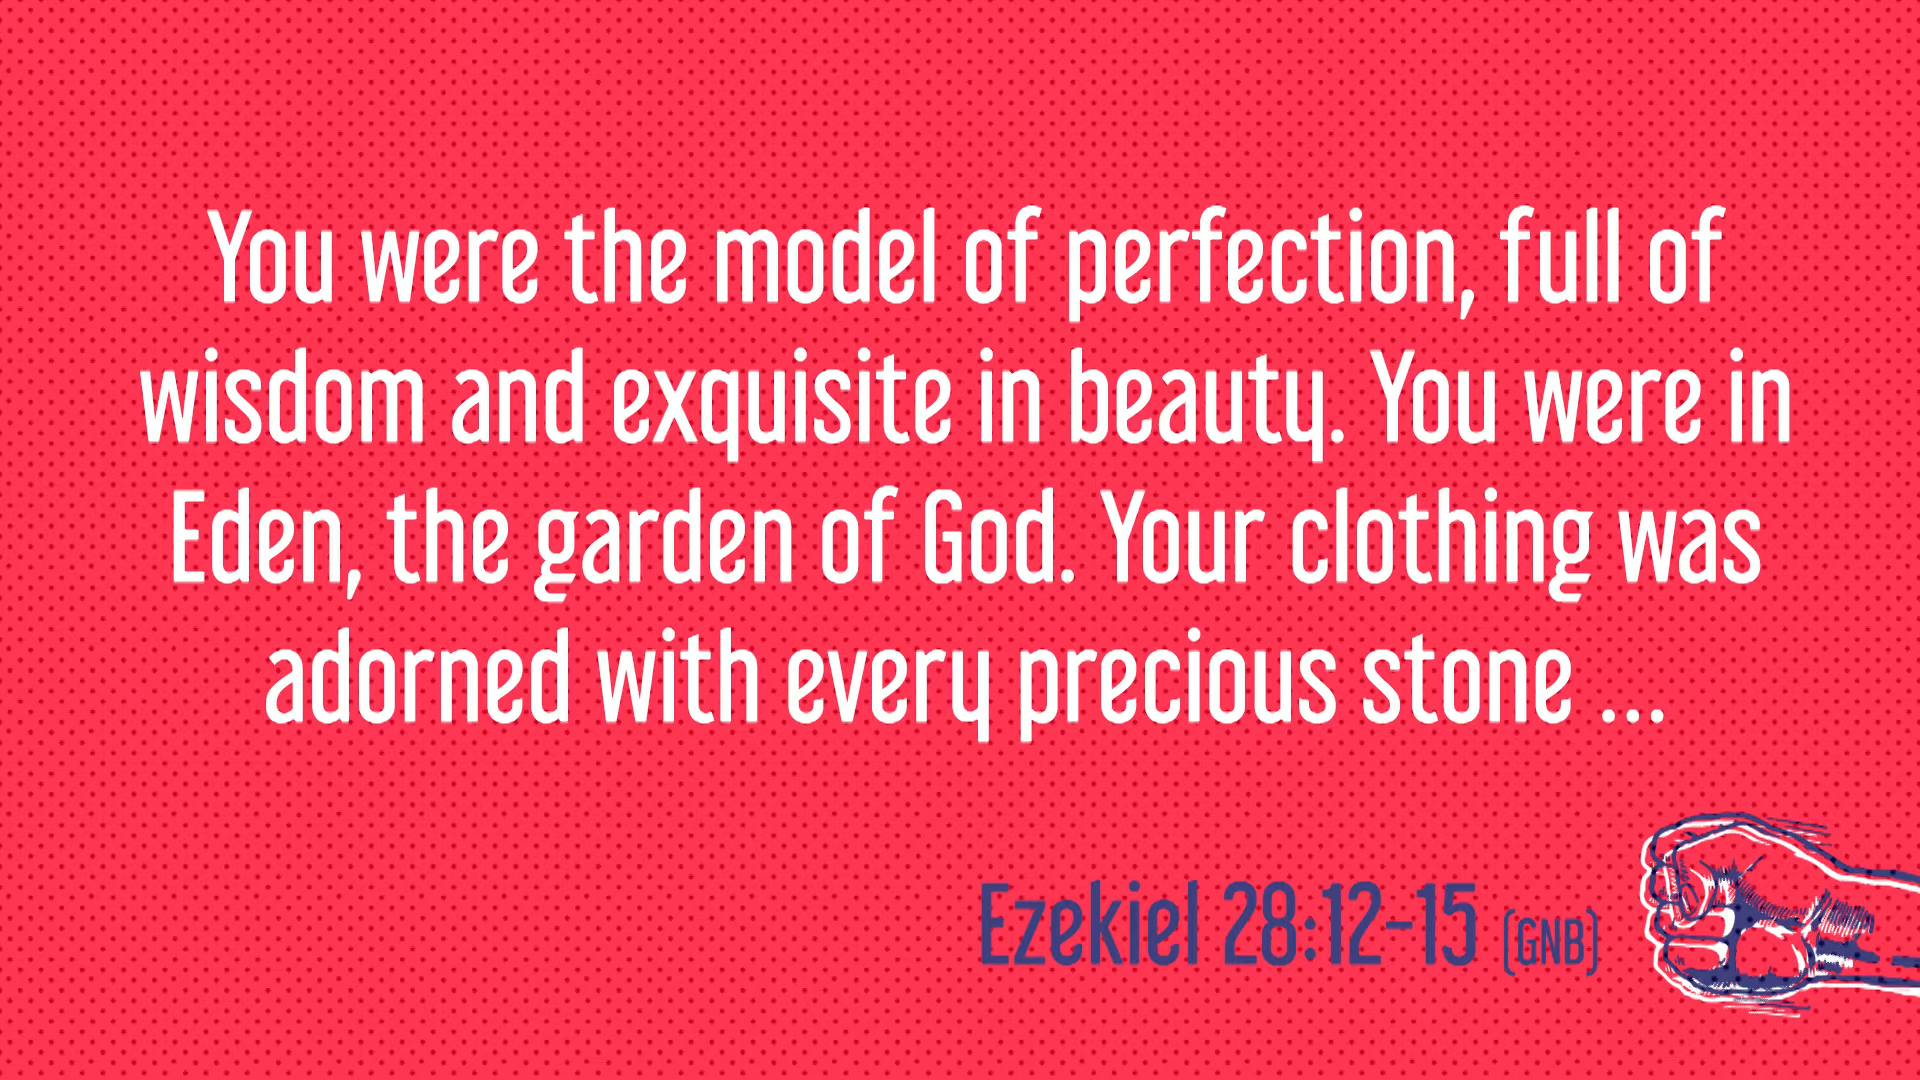 You were the model of perfection, full of
wisdom and exquisite in beauty. You were in
Eden, the garden of God. Your clothing was
adorned with every precious stone ...
Ezekiel 28:12-15 (GNB)